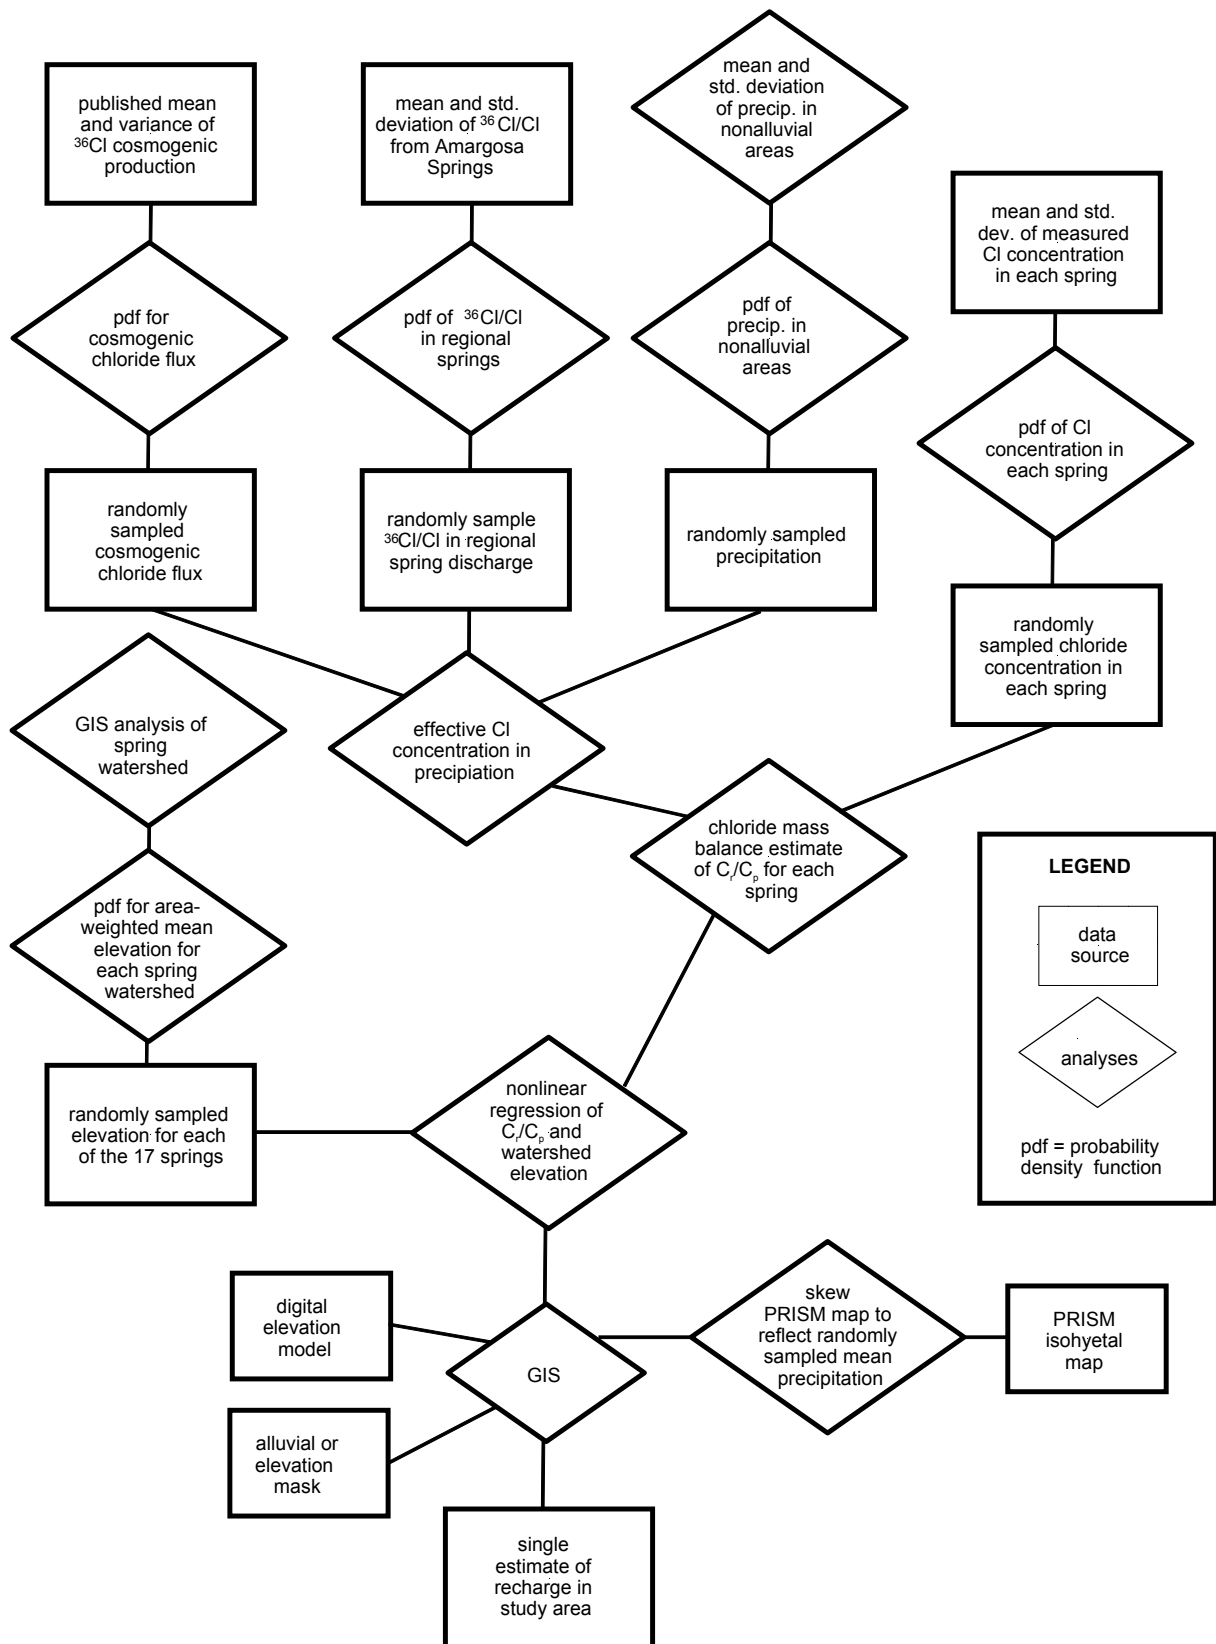 published mean
and variance of
³⁶Cl cosmogenic
production
mean and std.
deviation of ³⁶Cl/Cl
from Amargosa
Springs
mean and
std. deviation
of precip. in
nonalluvial
areas
mean and std.
dev. of measured
Cl concentration
in each spring
pdf for
cosmogenic
chloride flux
pdf of ³⁶Cl/Cl
in regional
springs
pdf of
precip. in
nonalluvial
areas
pdf of Cl
concentration in
each spring
randomly
sampled
cosmogenic
chloride flux
randomly sample
³⁶Cl/Cl in regional
spring discharge
randomly sampled
precipitation
randomly
sampled chloride
concentration in
each spring
GIS analysis of
spring
watershed
effective Cl
concentration in
precipiation
chloride mass
balance estimate
of Cᵣ/Cₚ for each
spring
pdf for area-
weighted mean
elevation for
each spring
watershed
randomly sampled
elevation for each
of the 17 springs
nonlinear
regression of
Cᵣ/Cₚ and
watershed
elevation
LEGEND
data
source
analyses
pdf = probability
density function
digital
elevation
model
GIS
skew
PRISM map to
reflect randomly
sampled mean
precipitation
PRISM
isohyetal
map
alluvial or
elevation
mask
single
estimate of
recharge in
study area